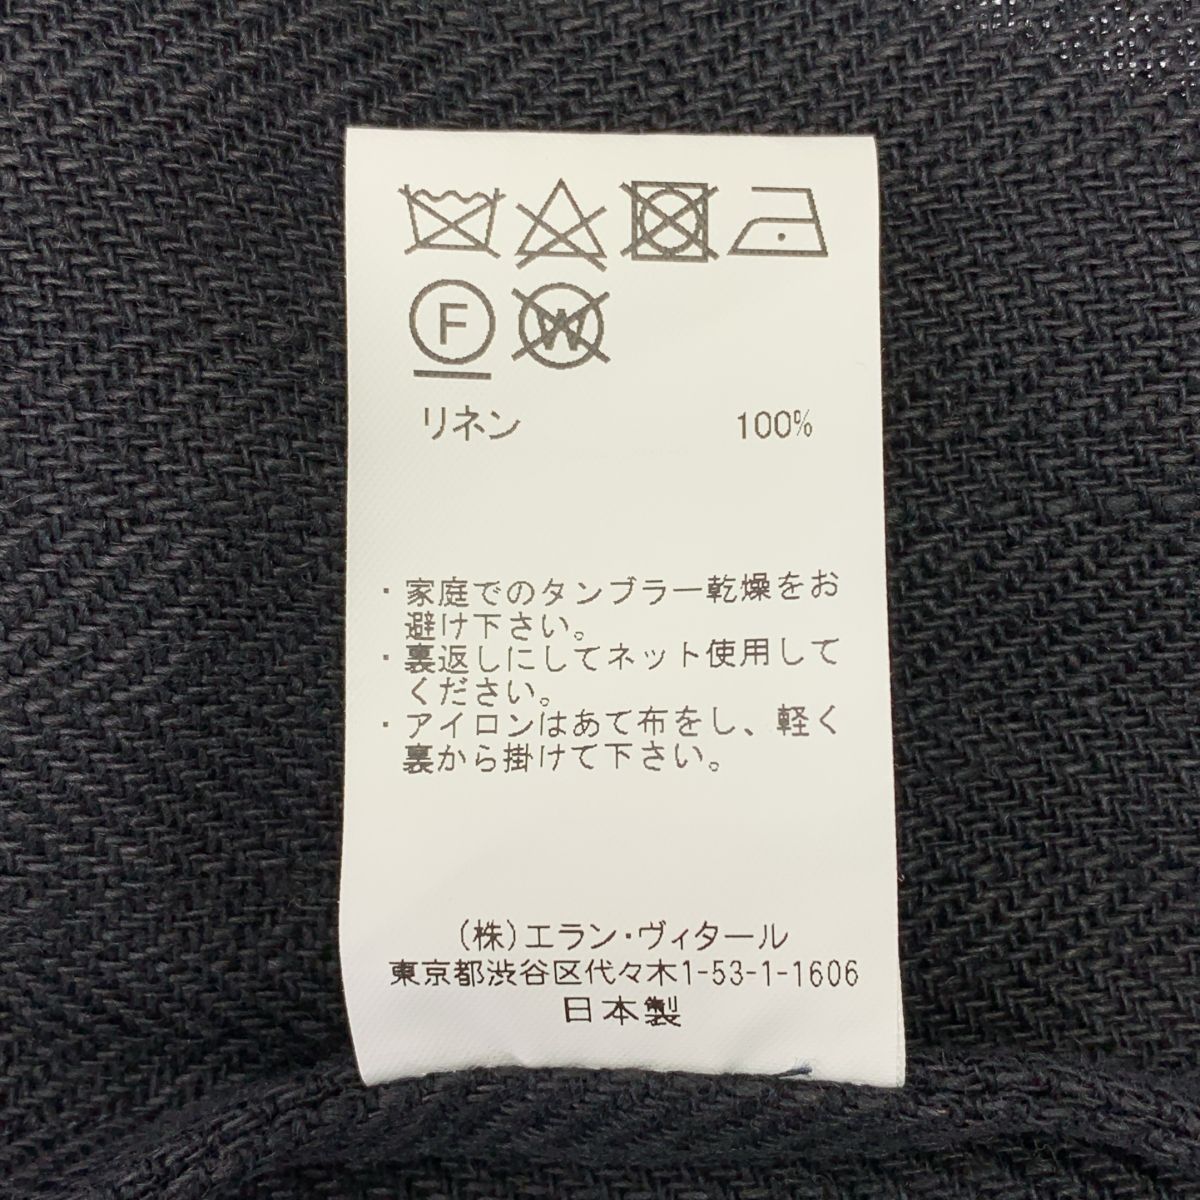 F W
リネン 100%
・家庭でのタンブラー乾燥をお
避け下さい。
・裏返しにしてネット使用して
ください。
・アイロンはあて布をし、軽く
裏から掛けて下さい。
(株)エラン・ヴィタール
東京都渋谷区代々木1-53-1-1606
日本製